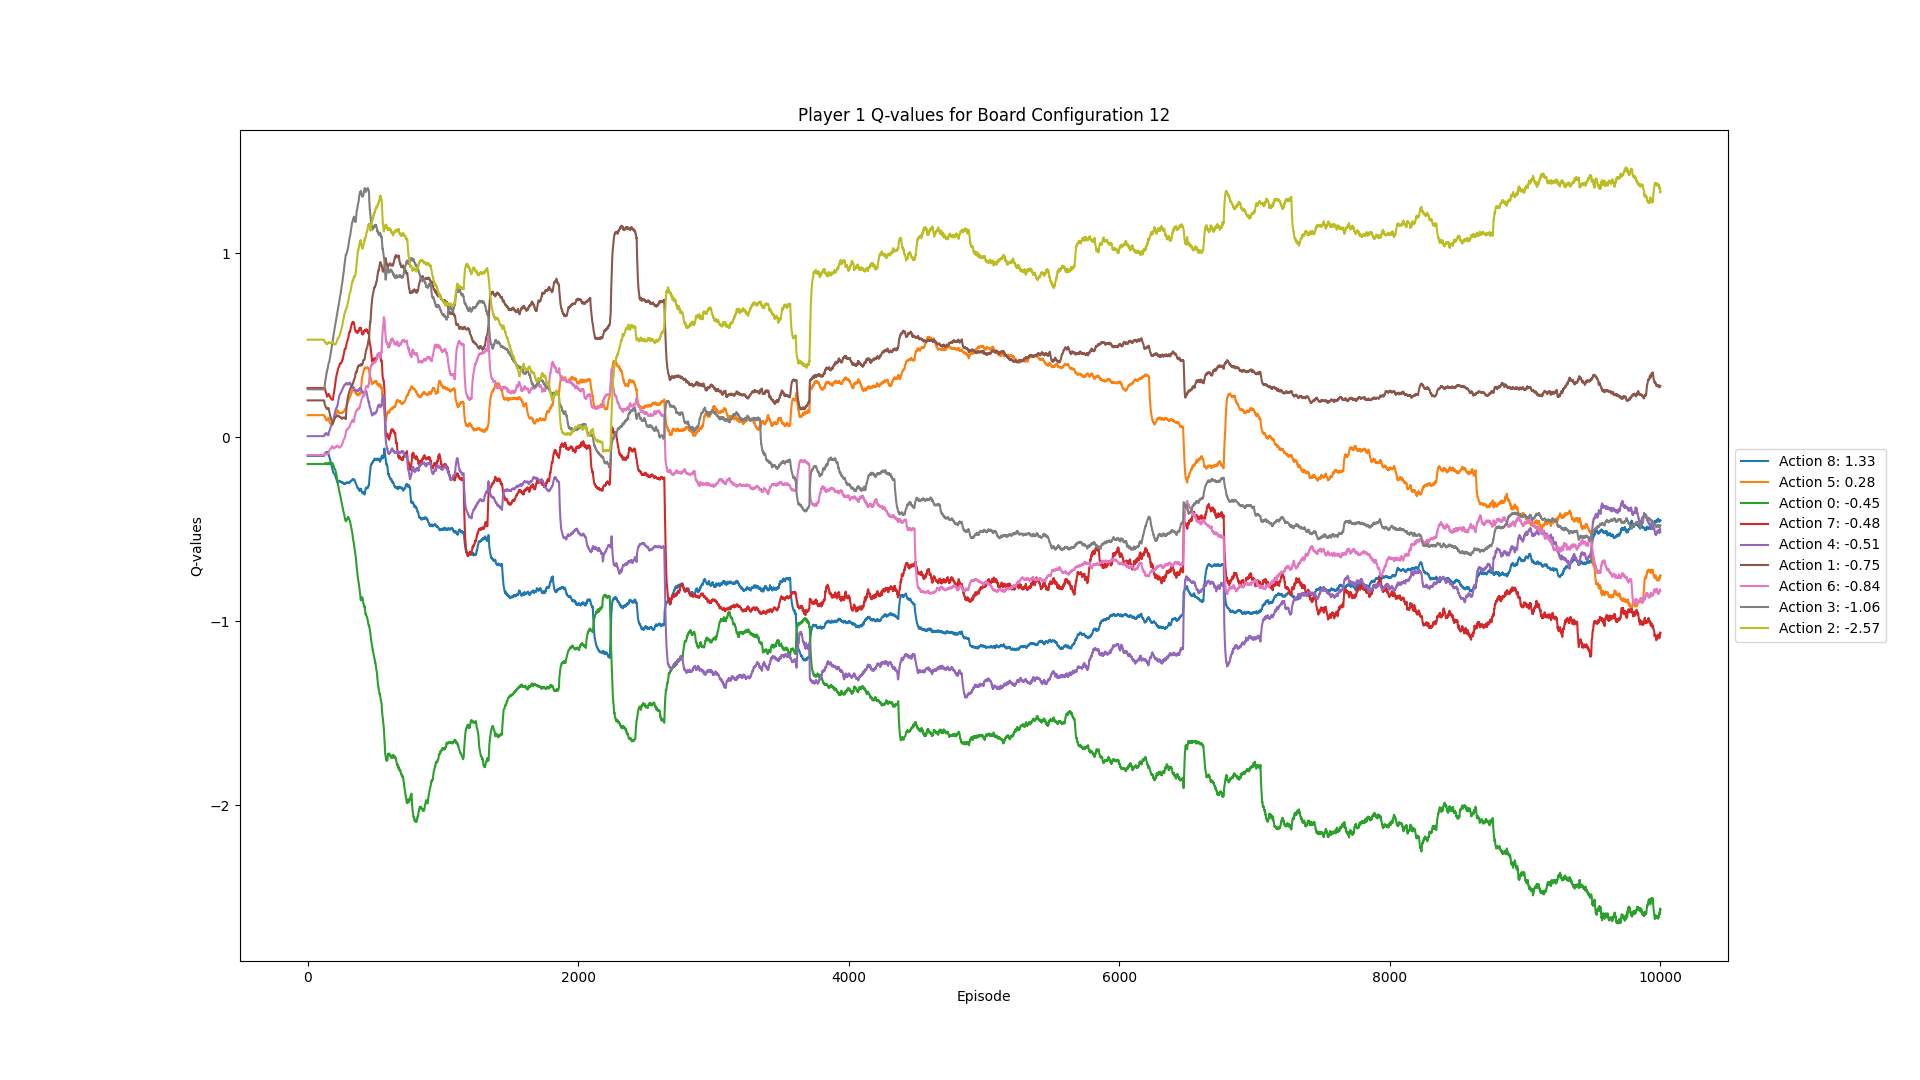 Player 1 Q-values for Board Configuration 12
Q-values
1
0
−1
−2
0
2000
4000
6000
8000
10000
Episode
Action 8: 1.33
Action 5: 0.28
Action 0: -0.45
Action 7: -0.48
Action 4: -0.51
Action 1: -0.75
Action 6: -0.84
Action 3: -1.06
Action 2: -2.57